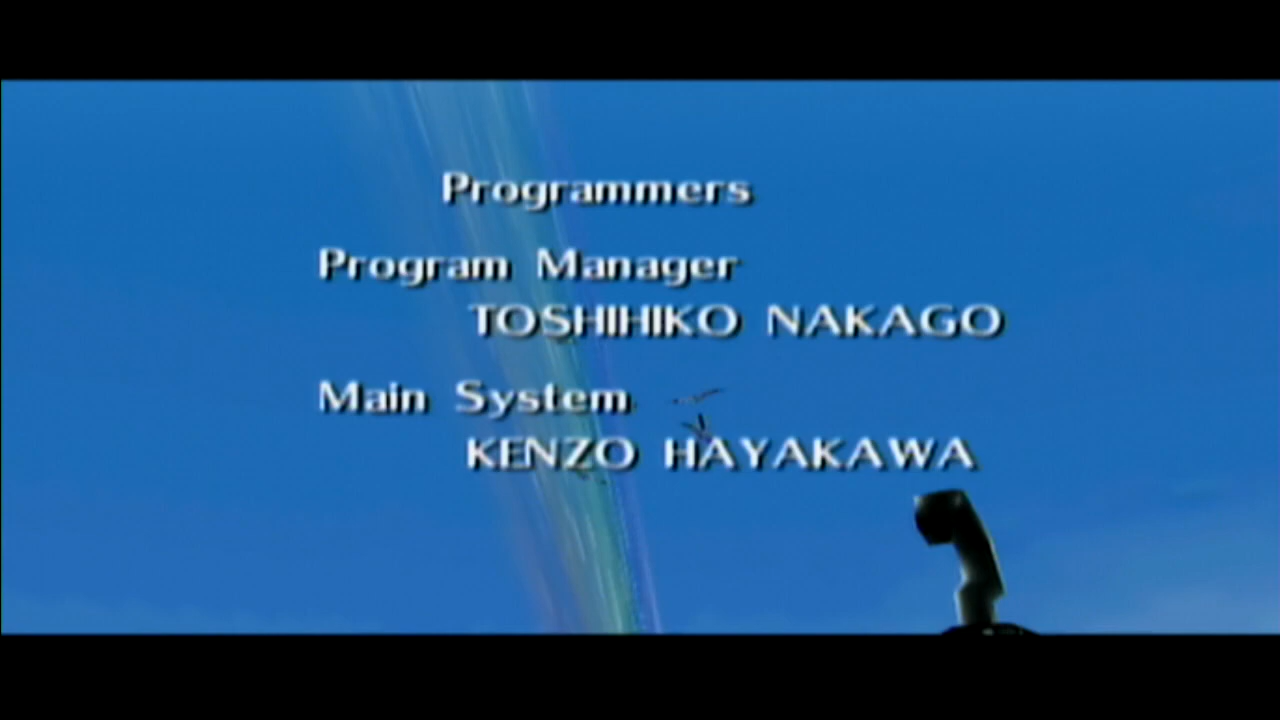 Programmers
Program Manager
TOSHIHIKO NAKAGO
Main System
KENZO HAYAKAWA